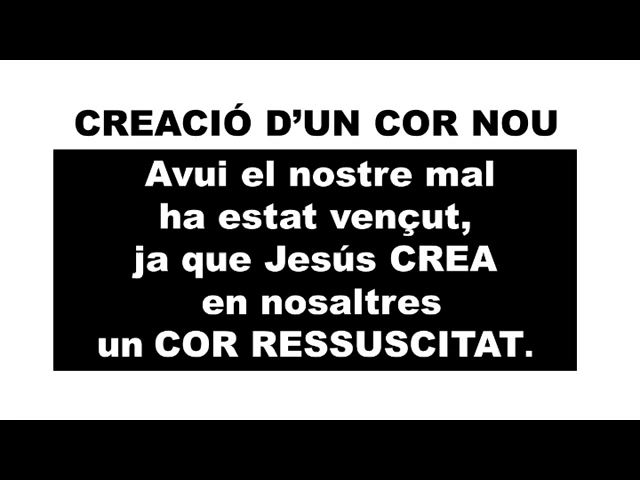 CREACIÓ D’UN COR NOU
Avui el nostre mal
ha estat vençut,
ja que Jesús CREA
en nosaltres
un COR RESSUSCITAT.